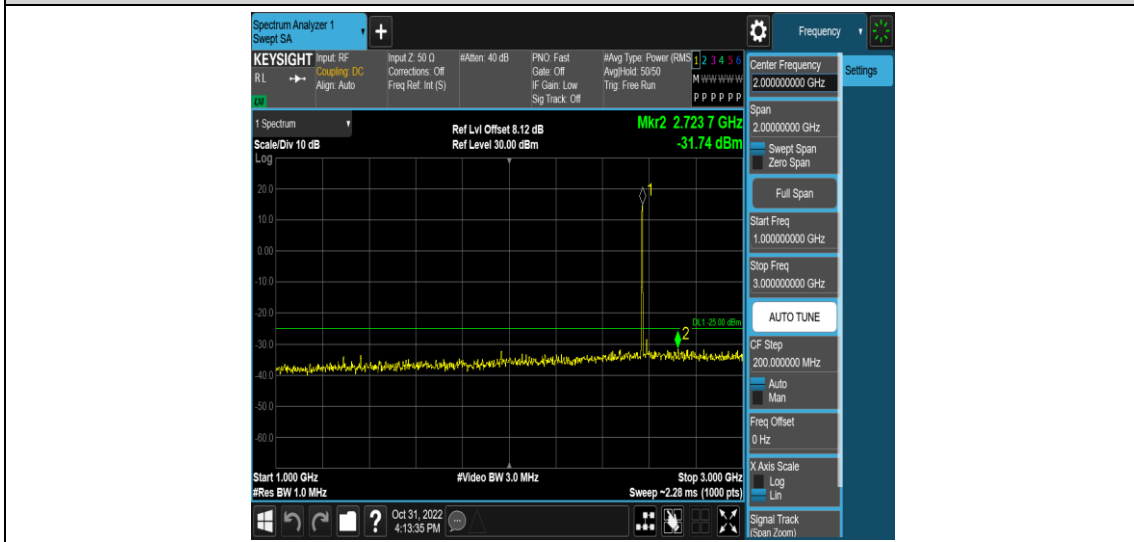 Spectrum Analyzer 1
Swept SA
+
Frequency
KEYSIGHT
RL
LXI
Input: RF
Coupling: DC
Align: Auto
Input Z: 50 Ω
Corrections: Off
Freq Ref: Int (S)
#Atten: 40 dB
PNO: Fast
Gate: Off
IF Gain: Low
Sig Track: Off
#Avg Type: Power (RMS
Avg|Hold: 50/50
Trig: Free Run
1 2 3 4 5 6
M W W W W W
P P P P P P
1 Spectrum
Scale/Div 10 dB
Ref Lvl Offset 8.12 dB
Ref Level 30.00 dBm
Mkr2 2.723 7 GHz
-31.74 dBm
Log
20.0
10.0
0.00
-10.0
-20.0
-30.0
-40.0
-50.0
-60.0
1
DL1 -25.00 dBm
2
Start 1.000 GHz
#Res BW 1.0 MHz
#Video BW 3.0 MHz
Stop 3.000 GHz
Sweep ~2.28 ms (1000 pts)
?
Oct 31, 2022
4:13:35 PM
Center Frequency
2.000000000 GHz
Settings
Span
2.00000000 GHz
Swept Span
Zero Span
Full Span
Start Freq
1.000000000 GHz
Stop Freq
3.000000000 GHz
AUTO TUNE
CF Step
200.000000 MHz
Auto
Man
Freq Offset
0 Hz
X Axis Scale
Log
Lin
Signal Track
(Span Zoom)